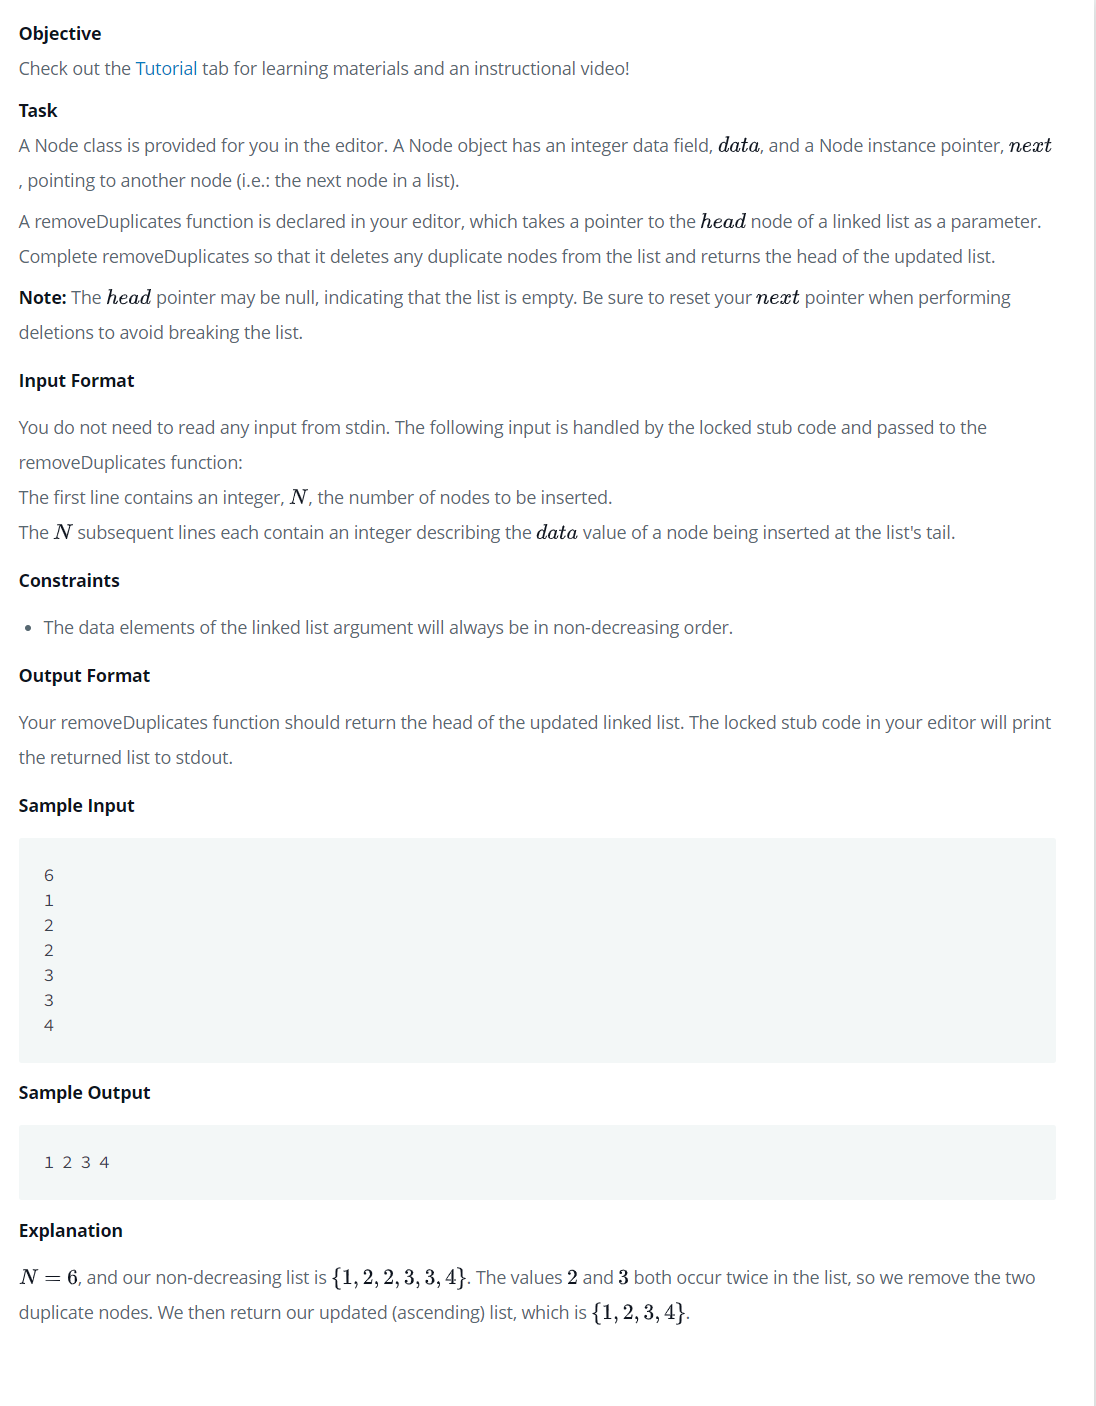 Objective
Check out the Tutorial tab for learning materials and an instructional video!
Task
A Node class is provided for you in the editor. A Node object has an integer data field, data, and a Node instance pointer, next
, pointing to another node (i.e.: the next node in a list).
A removeDuplicates function is declared in your editor, which takes a pointer to the head node of a linked list as a parameter.
Complete removeDuplicates so that it deletes any duplicate nodes from the list and returns the head of the updated list.
Note: The head pointer may be null, indicating that the list is empty. Be sure to reset your next pointer when performing
deletions to avoid breaking the list.
Input Format
You do not need to read any input from stdin. The following input is handled by the locked stub code and passed to the
removeDuplicates function:
The first line contains an integer, N, the number of nodes to be inserted.
The N subsequent lines each contain an integer describing the data value of a node being inserted at the list's tail.
Constraints
• The data elements of the linked list argument will always be in non-decreasing order.
Output Format
Your removeDuplicates function should return the head of the updated linked list. The locked stub code in your editor will print
the returned list to stdout.
Sample Input
6
1
2
2
3
3
4
Sample Output
1 2 3 4
Explanation
N = 6, and our non-decreasing list is {1, 2, 2, 3, 3, 4}. The values 2 and 3 both occur twice in the list, so we remove the two
duplicate nodes. We then return our updated (ascending) list, which is {1, 2, 3, 4}.